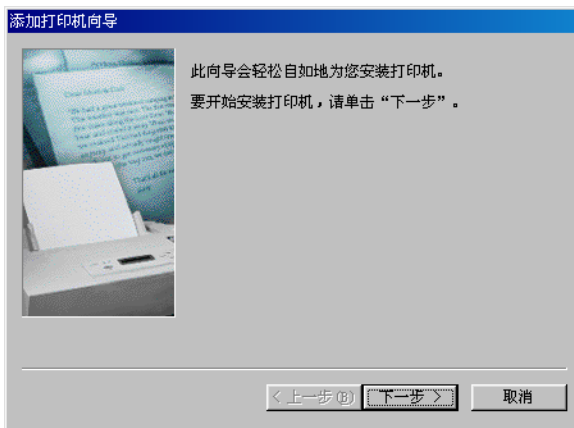 添加打印机向导
此向导会轻松自如地为您安装打印机。
要开始安装打印机，请单击“下一步”。
< 上一步(B)
下一步 >
取消